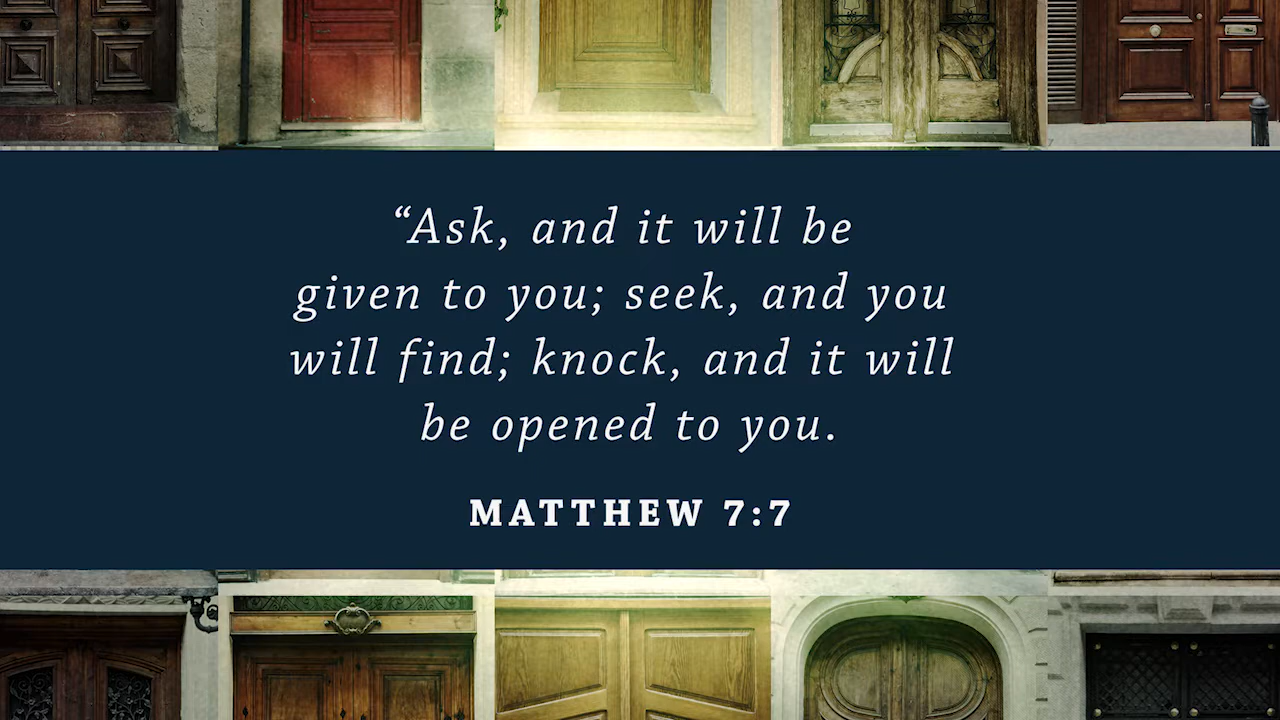 “Ask, and it will be
given to you; seek, and you
will find; knock, and it will
be opened to you.
MATTHEW 7:7